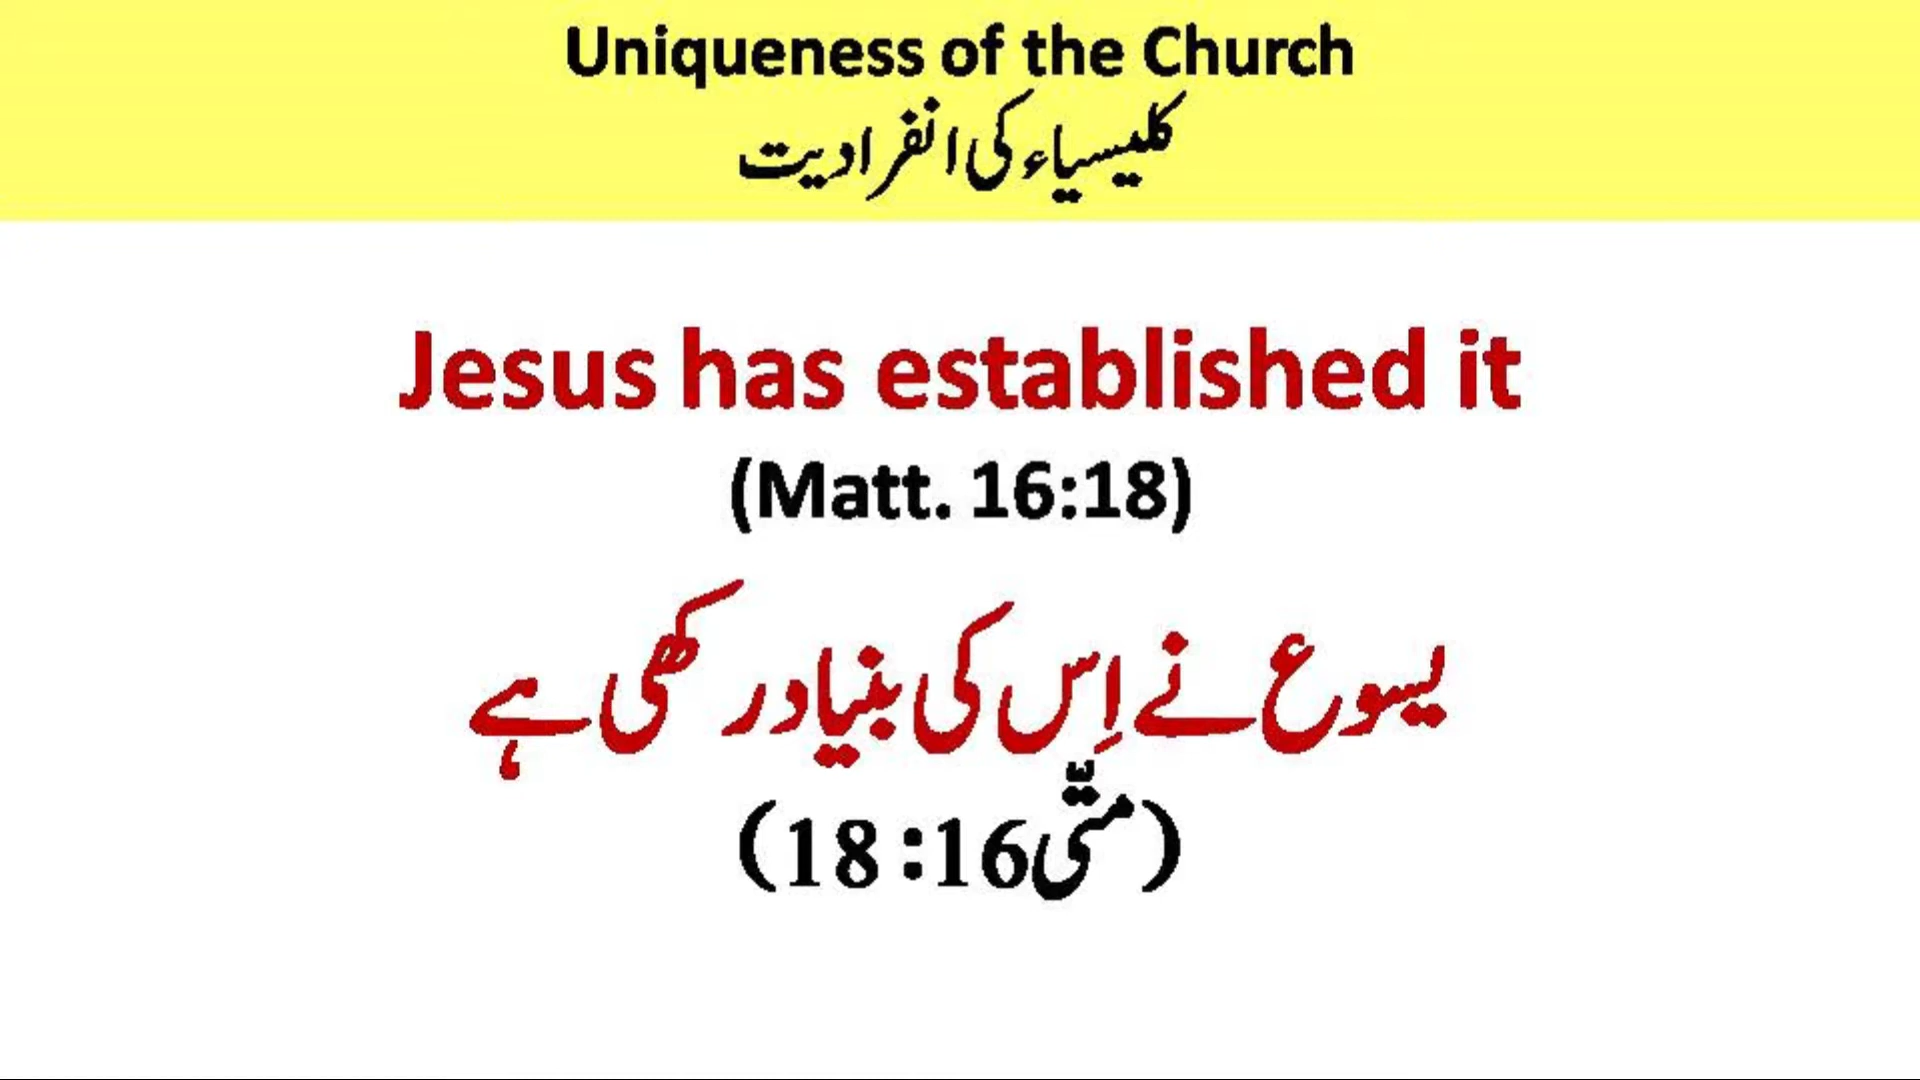 Uniqueness of the Church
کلیسیاء کی انفرادیت
Jesus has established it
(Matt. 16:18)
یسوع نے اِس کی بنیاد رکھی ہے
(متّی16:18)